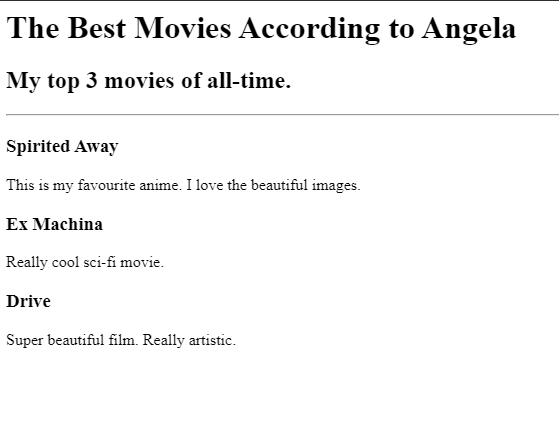 The Best Movies According to Angela
My top 3 movies of all-time.
Spirited Away
This is my favourite anime. I love the beautiful images.
Ex Machina
Really cool sci-fi movie.
Drive
Super beautiful film. Really artistic.